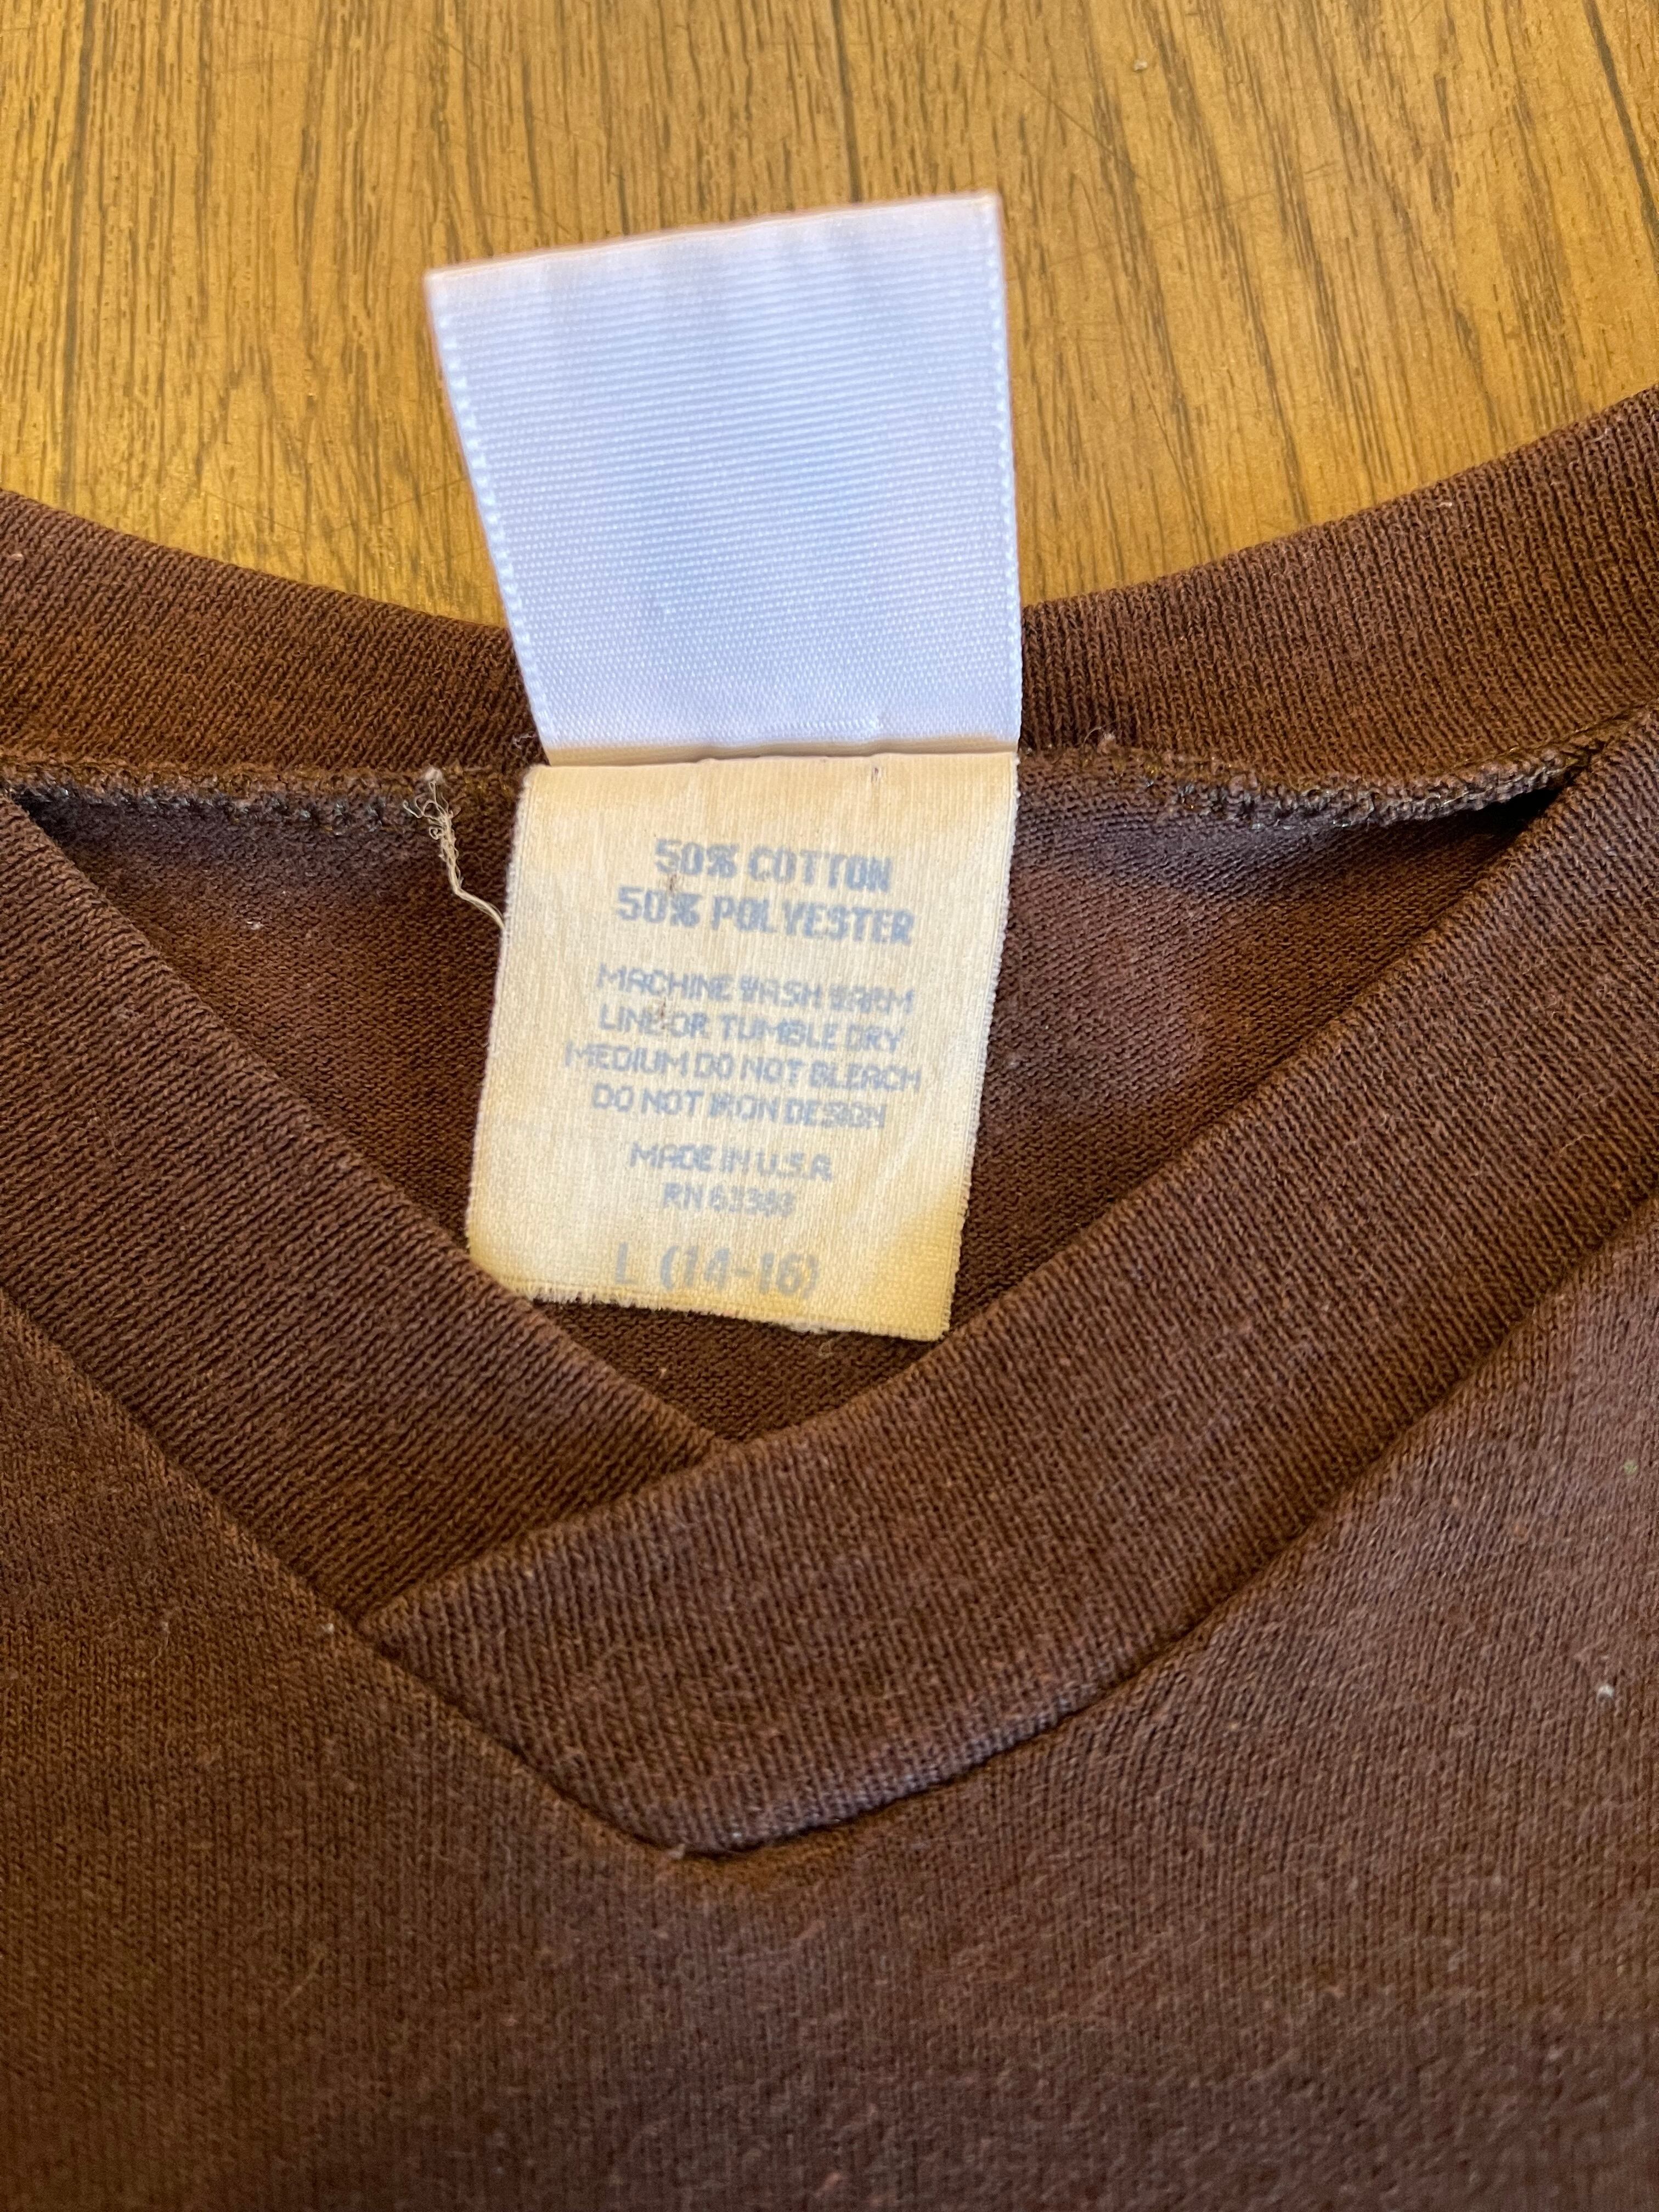 50% COTTON
50% POLYESTER
MACHINE WASH WARM
LINE OR TUMBLE DRY
MEDIUM DO NOT BLEACH
DO NOT IRON DESIGN
MADE IN U.S.A.
RN
L (14-16)